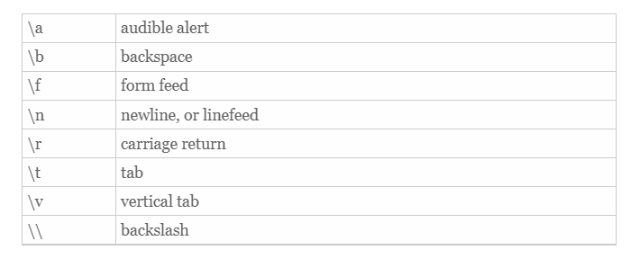 \a audible alert
\b backspace
\f form feed
\n newline, or linefeed
\r carriage return
\t tab
\v vertical tab
\\ backslash